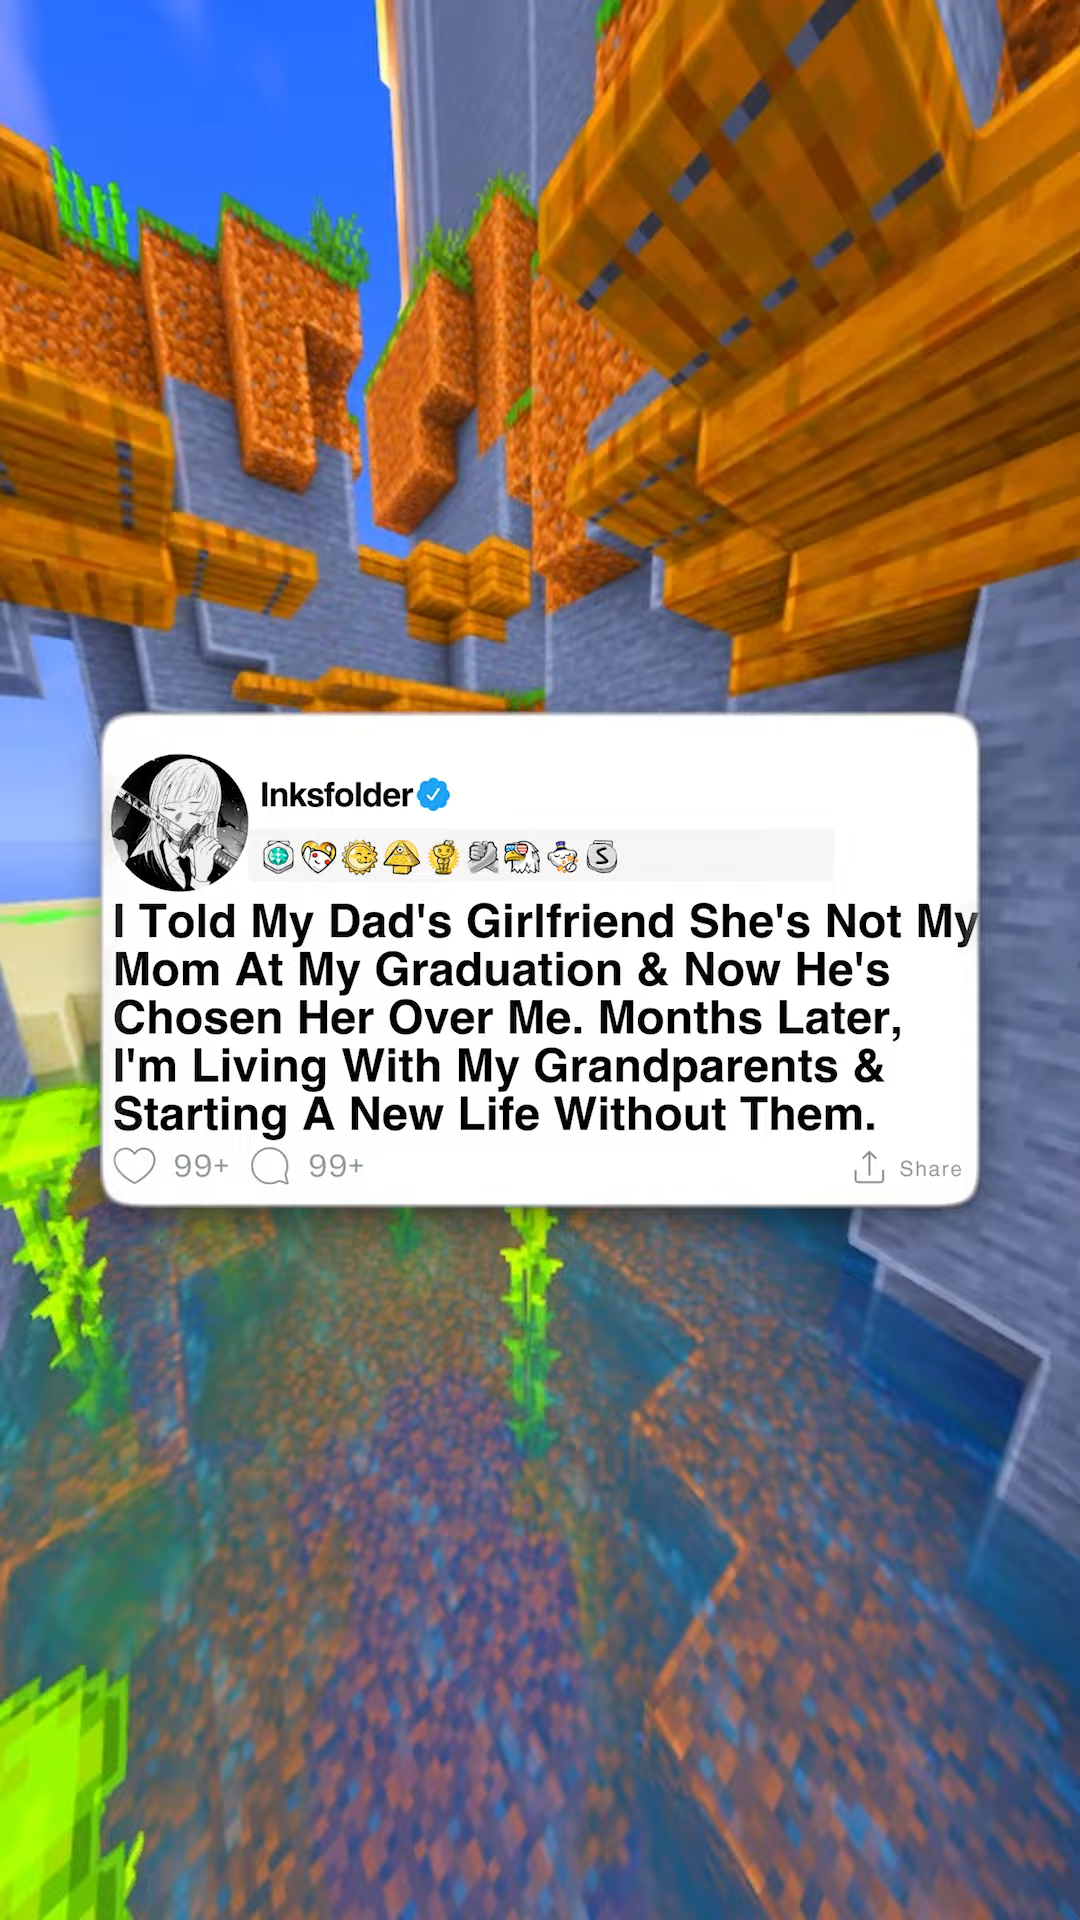 Inksfolder
I Told My Dad's Girlfriend She's Not My
Mom At My Graduation & Now He's
Chosen Her Over Me. Months Later,
I'm Living With My Grandparents &
Starting A New Life Without Them.
99+ 99+ Share